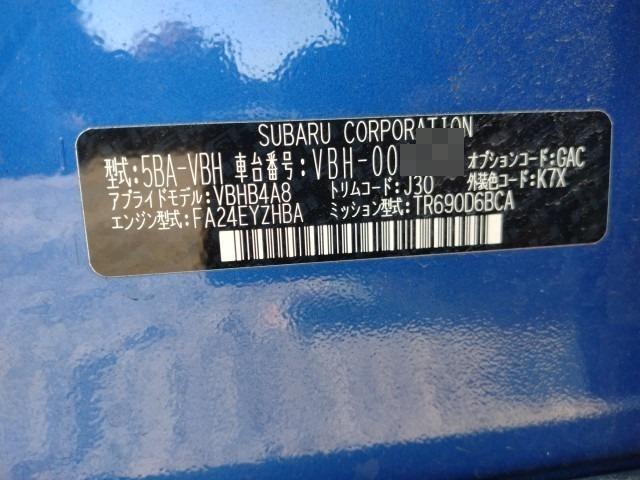 SUBARU CORPORATION
型式:5BA-VBH 車台番号:VBH-00 オプションコード:GAC
アプライドモデル:VBHB4A8 トリムコード:J30 外装色コード:K7X
エンジン型式:FA24EYZHBA ミッション型式:TR690D6BCA